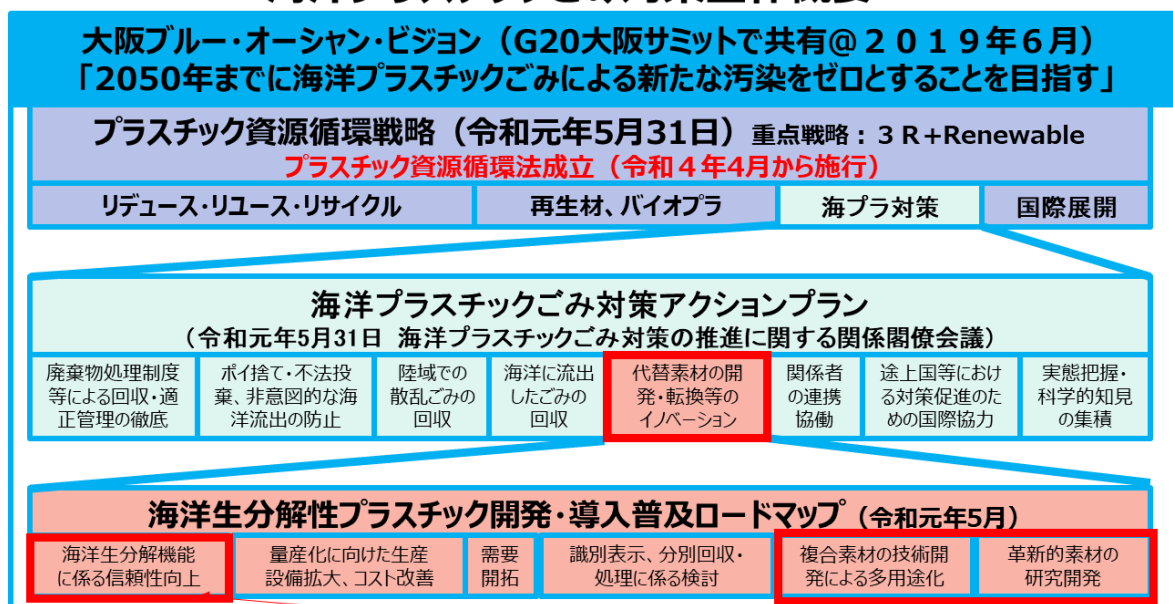 大阪ブルー・オーシャン・ビジョン（G20大阪サミットで共有@２０１９年６月）
「2050年までに海洋プラスチックごみによる新たな汚染をゼロとすることを目指す」
プラスチック資源循環戦略（令和元年5月31日）重点戦略：３Ｒ+Renewable
プラスチック資源循環法成立（令和４年4月から施行）
リデュース・リユース・リサイクル
再生材、バイオプラ
海プラ対策
国際展開
海洋プラスチックごみ対策アクションプラン
（令和元年5月31日 海洋プラスチックごみ対策の推進に関する関係閣僚会議）
廃棄物処理制度
等による回収・適
正管理の徹底
ポイ捨て・不法投
棄、非意図的な海
洋流出の防止
陸域での
散乱ごみの
回収
海洋に流出
したごみの
回収
代替素材の開
発・転換等の
イノベーション
関係者
の連携
協働
途上国等におけ
る対策促進のた
めの国際協力
実態把握・
科学的知見
の集積
海洋生分解性プラスチック開発・導入普及ロードマップ（令和元年5月）
海洋生分解機能
に係る信頼性向上
量産化に向けた生産
設備拡大、コスト改善
需要
開拓
識別表示、分別回収・
処理に係る検討
複合素材の技術開
発による多用途化
革新的素材の
研究開発